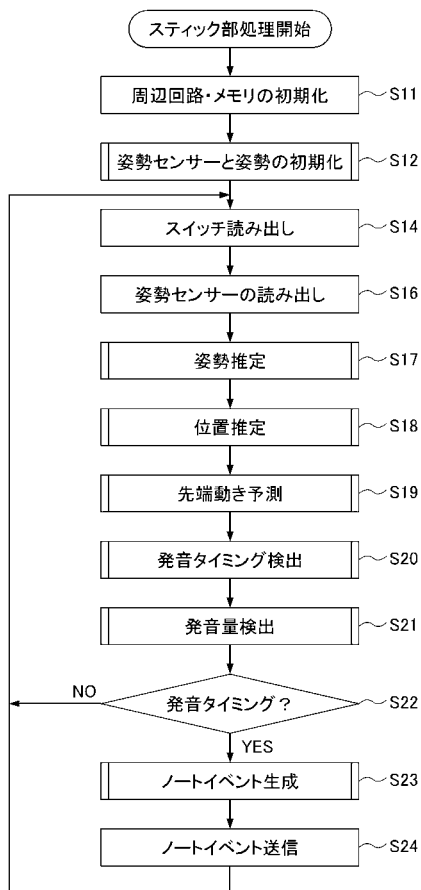 スティック部処理開始
周辺回路・メモリの初期化 S11
姿勢センサーと姿勢の初期化 S12
スイッチ読み出し S14
姿勢センサーの読み出し S16
姿勢推定 S17
位置推定 S18
先端動き予測 S19
発音タイミング検出 S20
発音量検出 S21
NO
発音タイミング? S22
YES
ノートイベント生成 S23
ノートイベント送信 S24